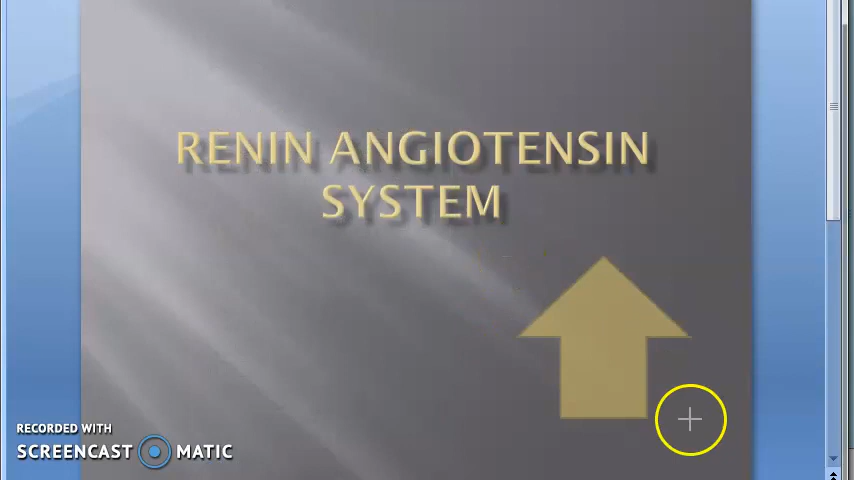 RENIN ANGIOTENSIN
SYSTEM
RECORDED WITH
SCREENCAST MATIC